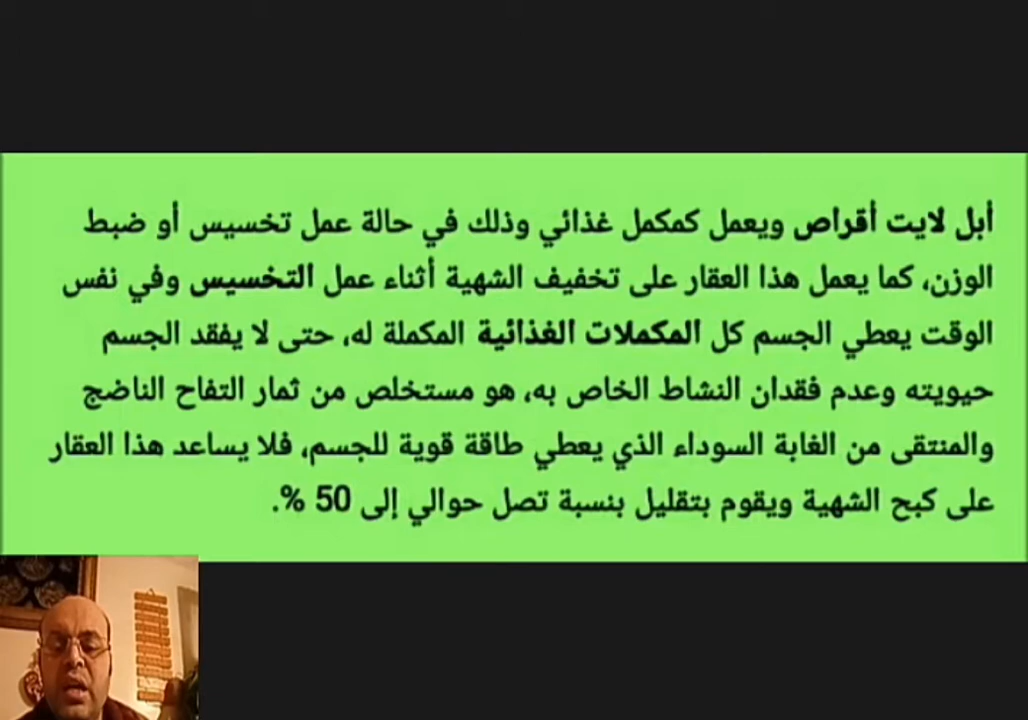 أبل لايت أقراص ويعمل كمكمل غذائي وذلك في حالة عمل تخسيس أو ضبط
الوزن، كما يعمل هذا العقار على تخفيف الشهية أثناء عمل التخسيس وفي نفس
الوقت يعطي الجسم كل المكملات الغذائية المكملة له، حتى لا يفقد الجسم
حيويته وعدم فقدان النشاط الخاص به، هو مستخلص من ثمار التفاح الناضج
والمنتقى من الغابة السوداء الذي يعطي طاقة قوية للجسم، فلا يساعد هذا العقار
على كبح الشهية ويقوم بتقليل بنسبة تصل حوالي إلى 50 %.